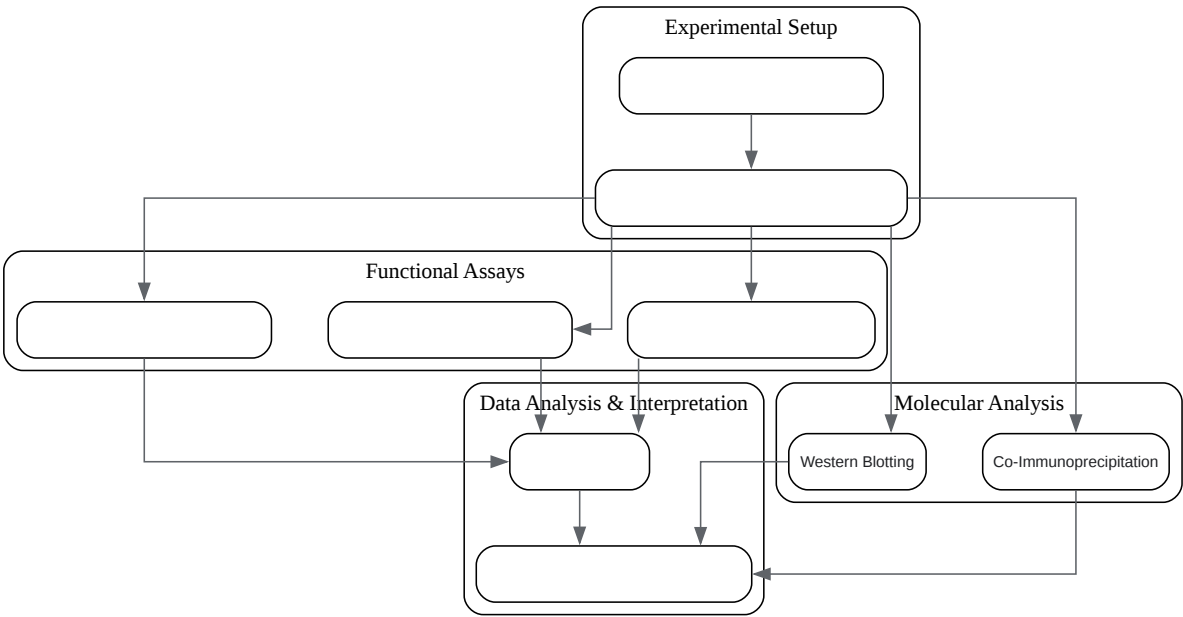 Experimental Setup
Functional Assays
Data Analysis & Interpretation
Molecular Analysis
Western Blotting
Co-Immunoprecipitation